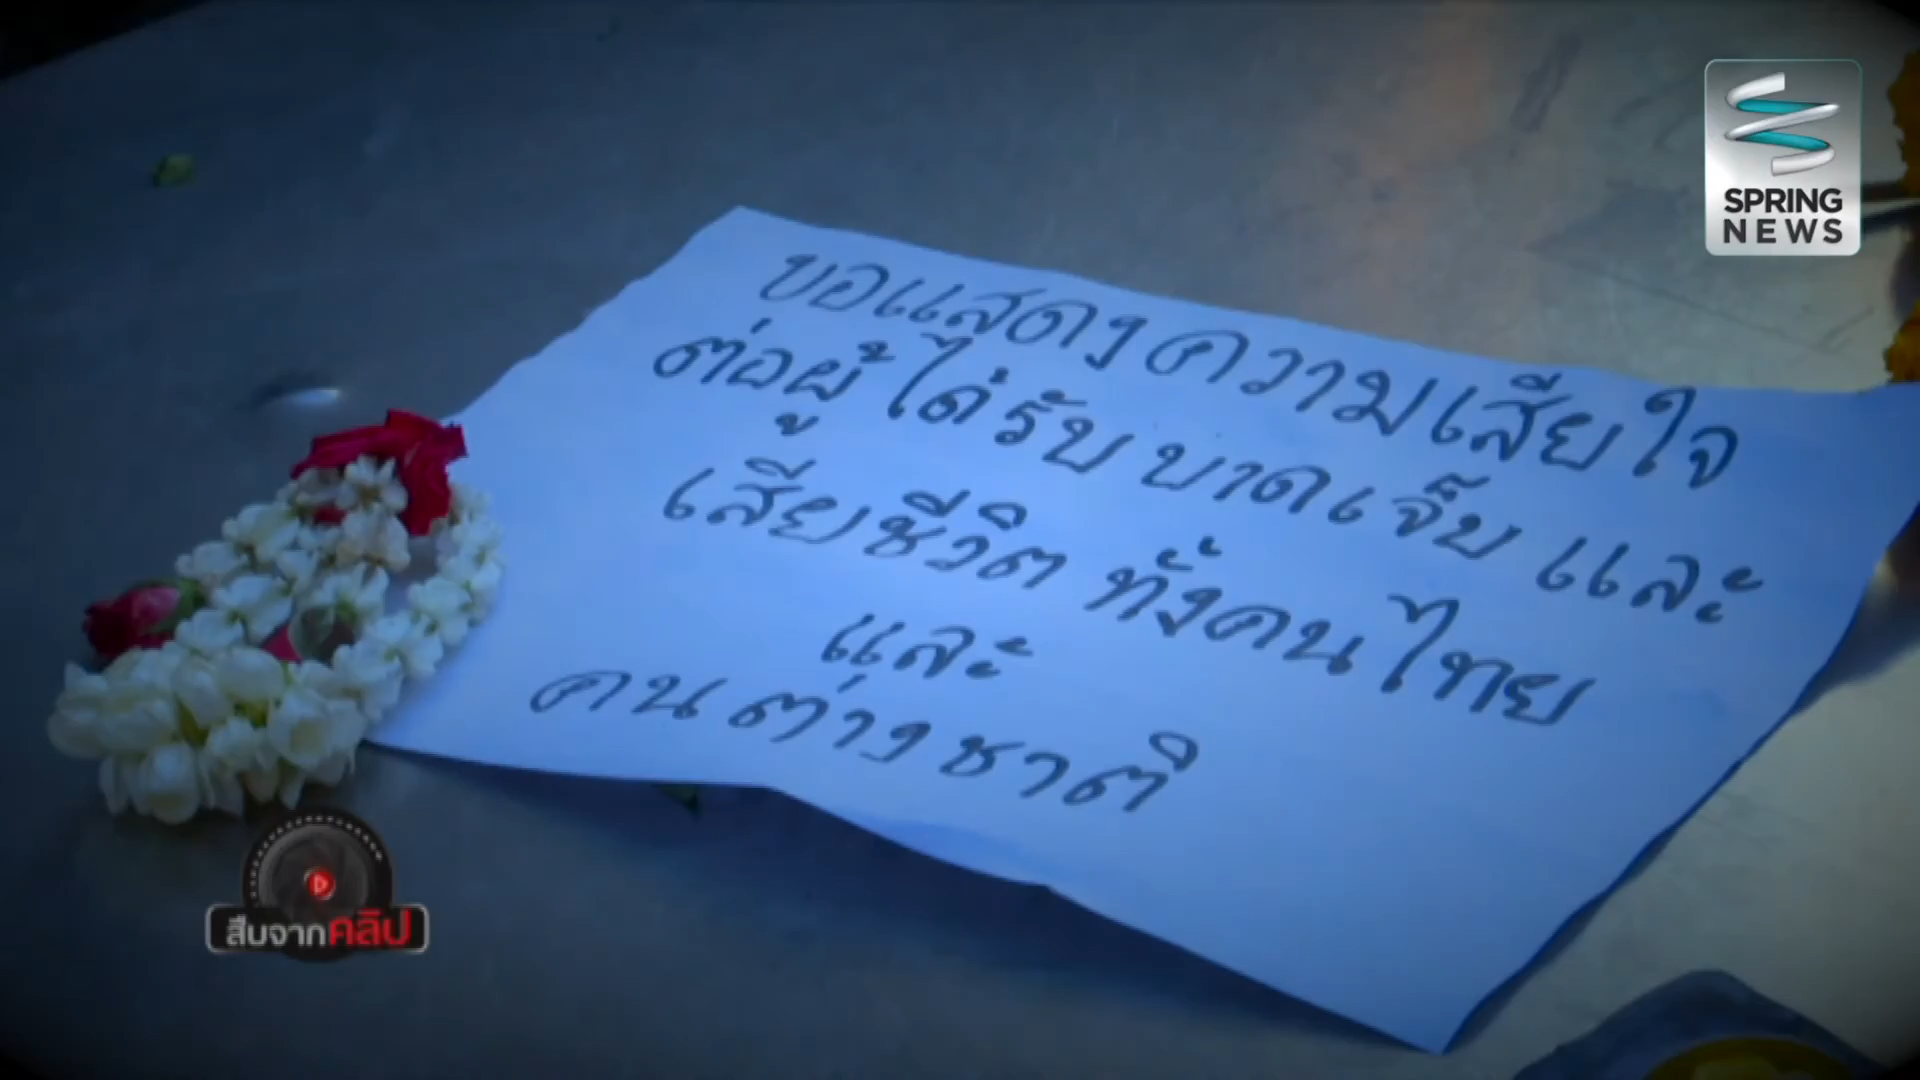 SPRING
NEWS
ขอแสดงความเสียใจ
ต่อผู้ได้รับบาดเจ็บ และ
เสียชีวิต ทั้งคนไทย
และ
คนต่างชาติ
สืบจากคลิป